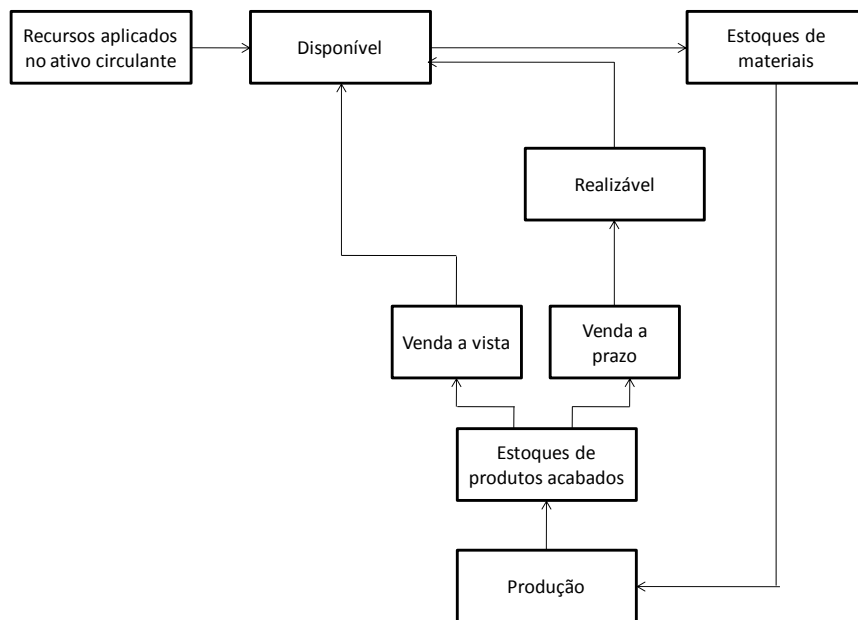 Recursos aplicados
no ativo circulante
Disponível
Estoques de
materiais
Realizável
Venda a vista
Venda a
prazo
Estoques de
produtos acabados
Produção